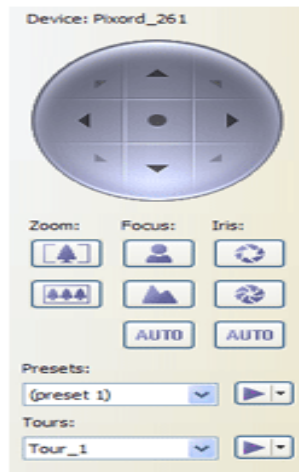 Device: Pixord_261
Zoom: Focus: Iris:
AUTO AUTO
Presets:
(preset 1)
Tours:
Tour_1